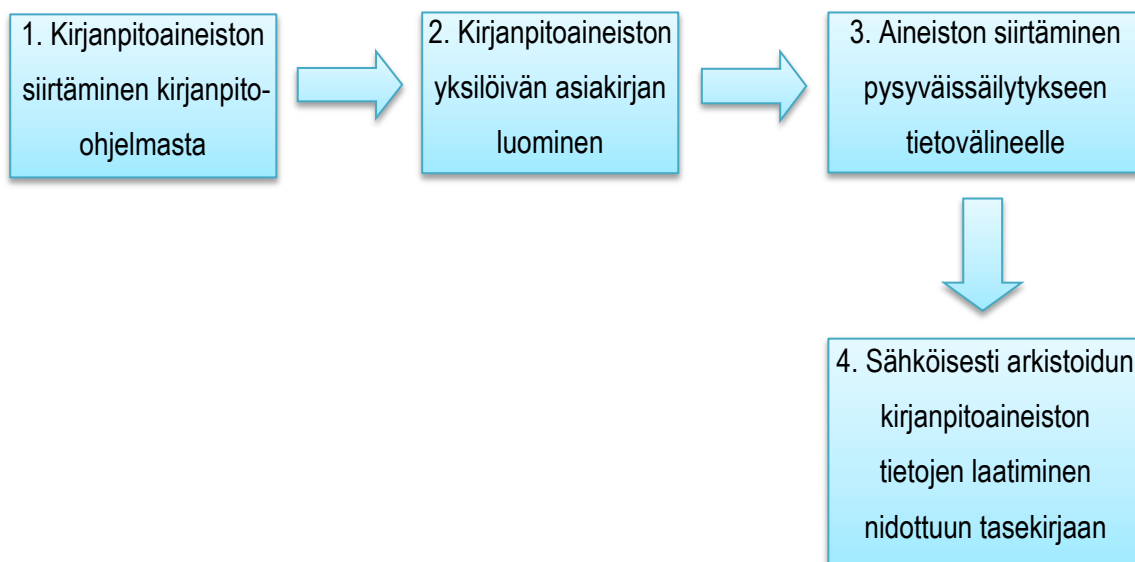 1. Kirjanpitoaineiston
siirtäminen kirjanpito-
ohjelmasta
2. Kirjanpitoaineiston
yksilöivän asiakirjan
luominen
3. Aineiston siirtäminen
pysyväissäilytykseen
tietovälineelle
4. Sähköisesti arkistoidun
kirjanpitoaineiston
tietojen laatiminen
nidottuun tasekirjaan